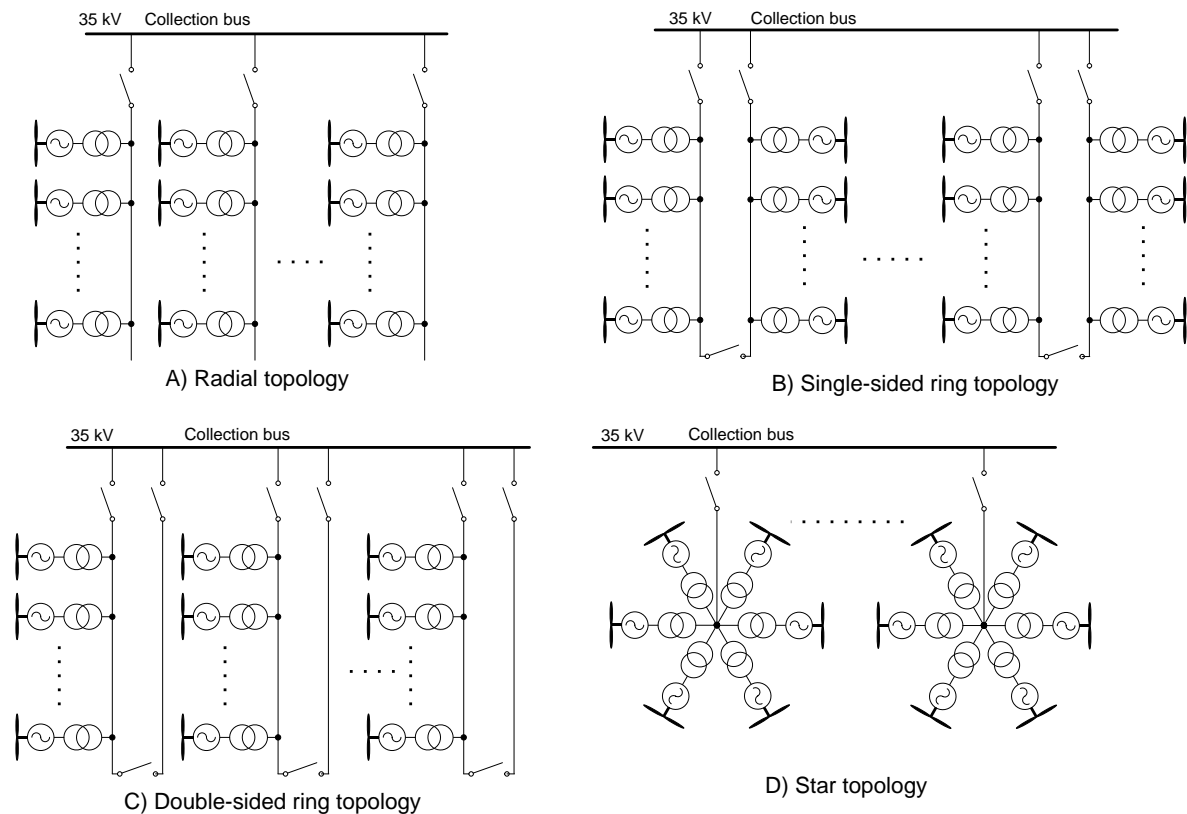 35 kV Collection bus
35 kV Collection bus
A) Radial topology
B) Single-sided ring topology
35 kV Collection bus
35 kV Collection bus
C) Double-sided ring topology
D) Star topology